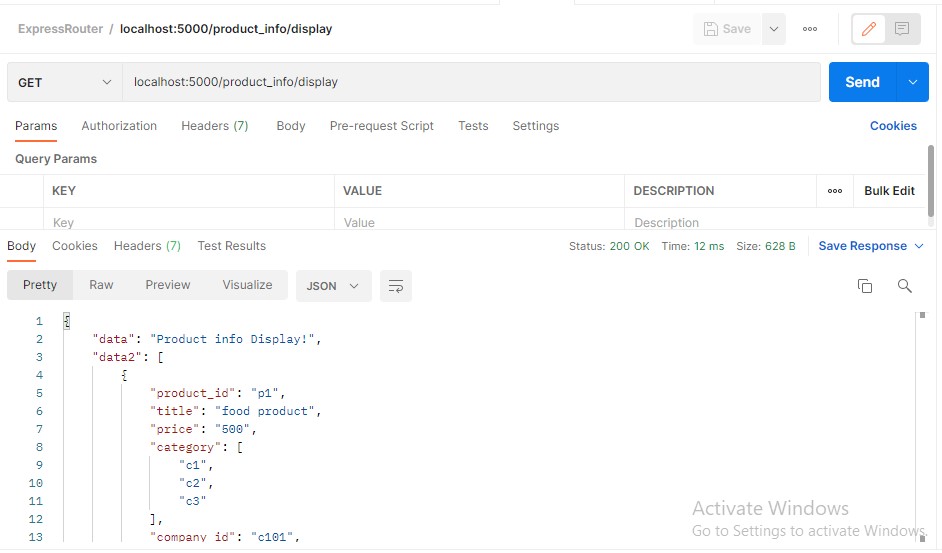 ExpressRouter / localhost:5000/product_info/display
Save
GET localhost:5000/product_info/display Send
Params Authorization Headers (7) Body Pre-request Script Tests Settings Cookies
Query Params
KEY VALUE DESCRIPTION Bulk Edit
Key Value Description
Body Cookies Headers (7) Test Results Status: 200 OK Time: 12 ms Size: 628 B Save Response
Pretty Raw Preview Visualize JSON
1 {
2 "data": "Product info Display!",
3 "data2": [
4 {
5 "product_id": "p1",
6 "title": "food product",
7 "price": "500",
8 "category": [
9 "c1",
10 "c2",
11 "c3"
12 ],
13 "company_id": "c101",
Activate Windows
Go to Settings to activate Windows.